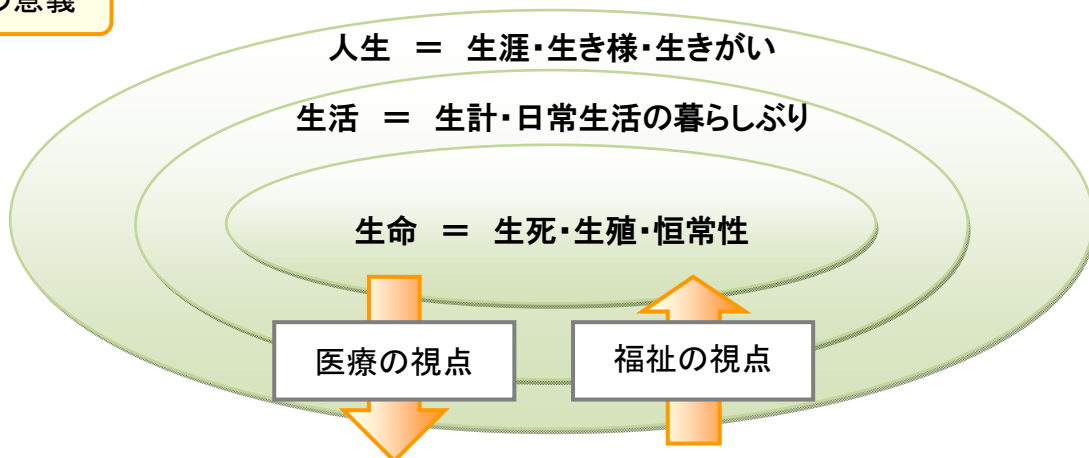 の意義
人生 ＝ 生涯・生き様・生きがい
生活 ＝ 生計・日常生活の暮らしぶり
生命 ＝ 生死・生殖・恒常性
医療の視点
福祉の視点